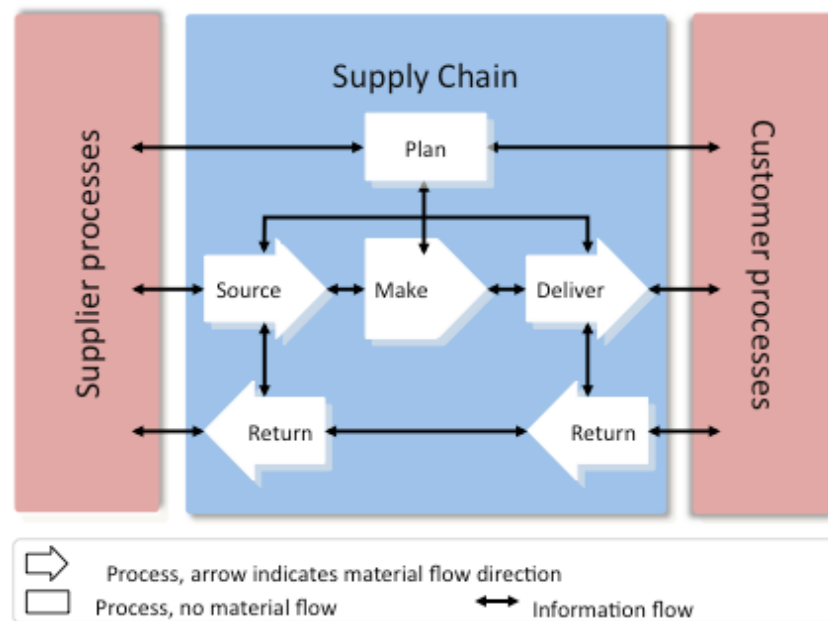 Supply Chain
Supplier processes
Customer processes
Plan
Source
Make
Deliver
Return
Return
Process, arrow indicates material flow direction
Process, no material flow
Information flow